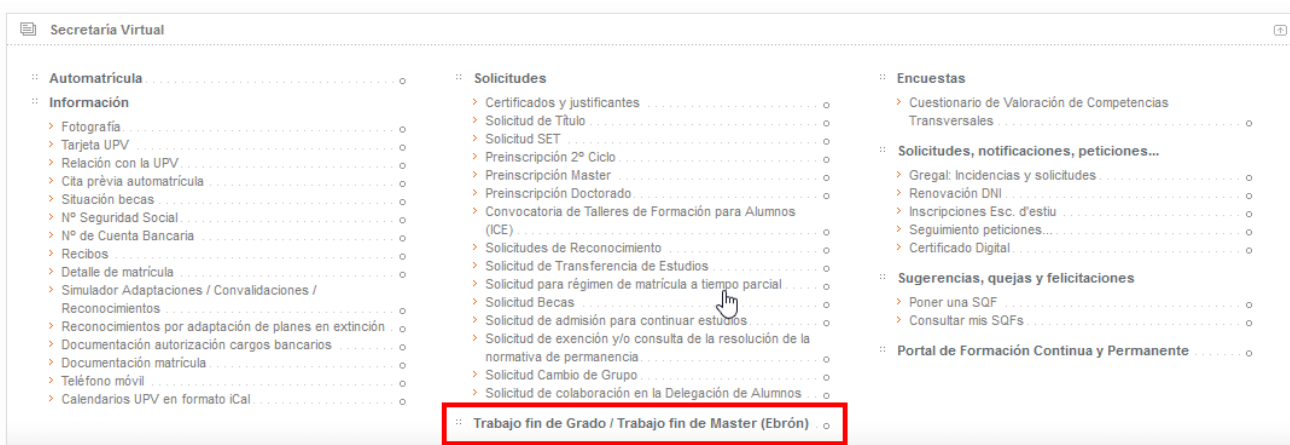 Secretaría Virtual
Automatrícula
Información
Fotografía
Tarjeta UPV
Relación con la UPV
Cita prèvia automatrícula
Situación becas
Nº Seguridad Social
Nº de Cuenta Bancaria
Recibos
Detalle de matrícula
Simulador Adaptaciones / Convalidaciones /
Reconocimientos
Reconocimientos por adaptación de planes en extinción
Documentación autorización cargos bancarios
Documentación matrícula
Teléfono móvil
Calendarios UPV en formato iCal
Solicitudes
Certificados y justificantes
Solicitud de Título
Solicitud SET
Preinscripción 2º Ciclo
Preinscripción Master
Preinscripción Doctorado
Convocatoria de Talleres de Formación para Alumnos
(ICE)
Solicitudes de Reconocimiento
Solicitud de Transferencia de Estudios
Solicitud para régimen de matrícula a tiempo parcial
Solicitud Becas
Solicitud de admisión para continuar estudios
Solicitud de exención y/o consulta de la resolución de la
normativa de permanencia
Solicitud Cambio de Grupo
Solicitud de colaboración en la Delegación de Alumnos
Trabajo fin de Grado / Trabajo fin de Master (Ebrón)
Encuestas
Cuestionario de Valoración de Competencias
Transversales
Solicitudes, notificaciones, peticiones...
Gregal: Incidencias y solicitudes
Renovación DNI
Inscripciones Esc. d'estiu
Seguimiento peticiones...
Certificado Digital
Sugerencias, quejas y felicitaciones
Poner una SQF
Consultar mis SQFs
Portal de Formación Continua y Permanente